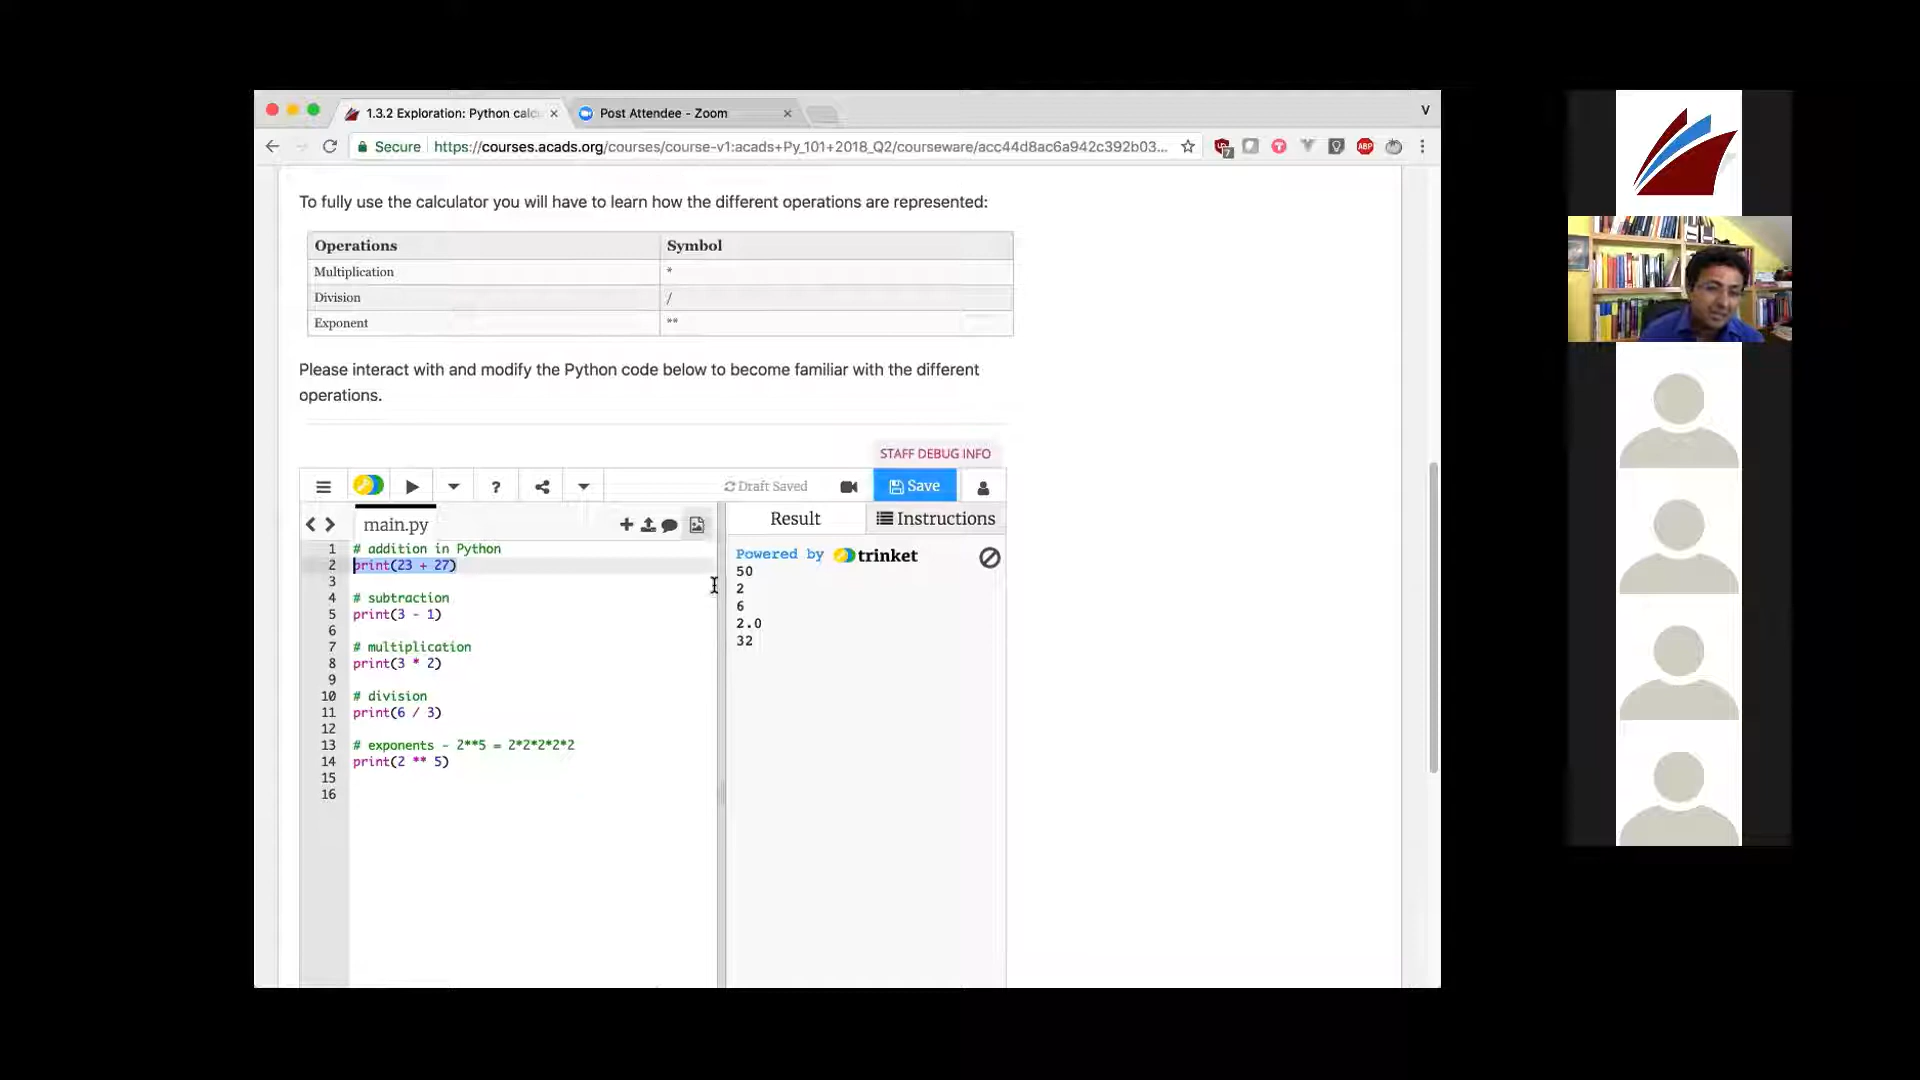 1.3.2 Exploration: Python calc
Post Attendee - Zoom
V
Secure
https://courses.acads.org/courses/course-v1:acads+Py_101+2018_Q2/courseware/acc44d8ac6a942c392b03...
7
T
ABP
To fully use the calculator you will have to learn how the different operations are represented:
Operations Symbol
Multiplication *
Division /
Exponent **
Please interact with and modify the Python code below to become familiar with the different
operations.
STAFF DEBUG INFO
?
Draft Saved
Save
main.py
Result
Instructions
1 # addition in Python
2 print(23 + 27)
3
4 # subtraction
5 print(3 - 1)
6
7 # multiplication
8 print(3 * 2)
9
10 # division
11 print(6 / 3)
12
13 # exponents - 2**5 = 2*2*2*2*2
14 print(2 ** 5)
15
16
Powered by trinket
50
2
6
2.0
32